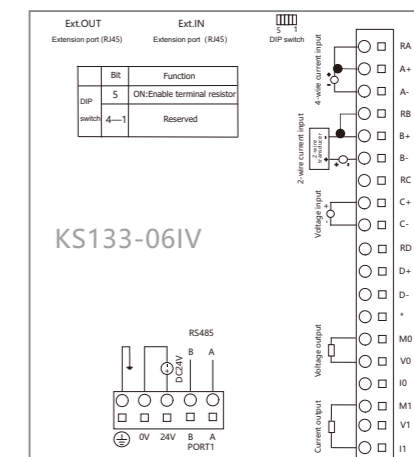 Ext.OUT Ext.IN
Extension port (RJ45) Extension port (RJ45)
5 1
DIP switch
Bit Function
DIP switch 5 ON:Enable terminal resistor
4—1 Reserved
KS133-06IV
4-wire current input
+
-
2-wire current input
2-wire tranducer
- +
+ -
Voltage input
+
-
Voltage output
Current output
RA
A+
A-
RB
B+
B-
RC
C+
C-
RD
D+
D-
*
M0
V0
I0
M1
V1
I1
RS485
DC24V
B A
0V 24V B A
PORT1